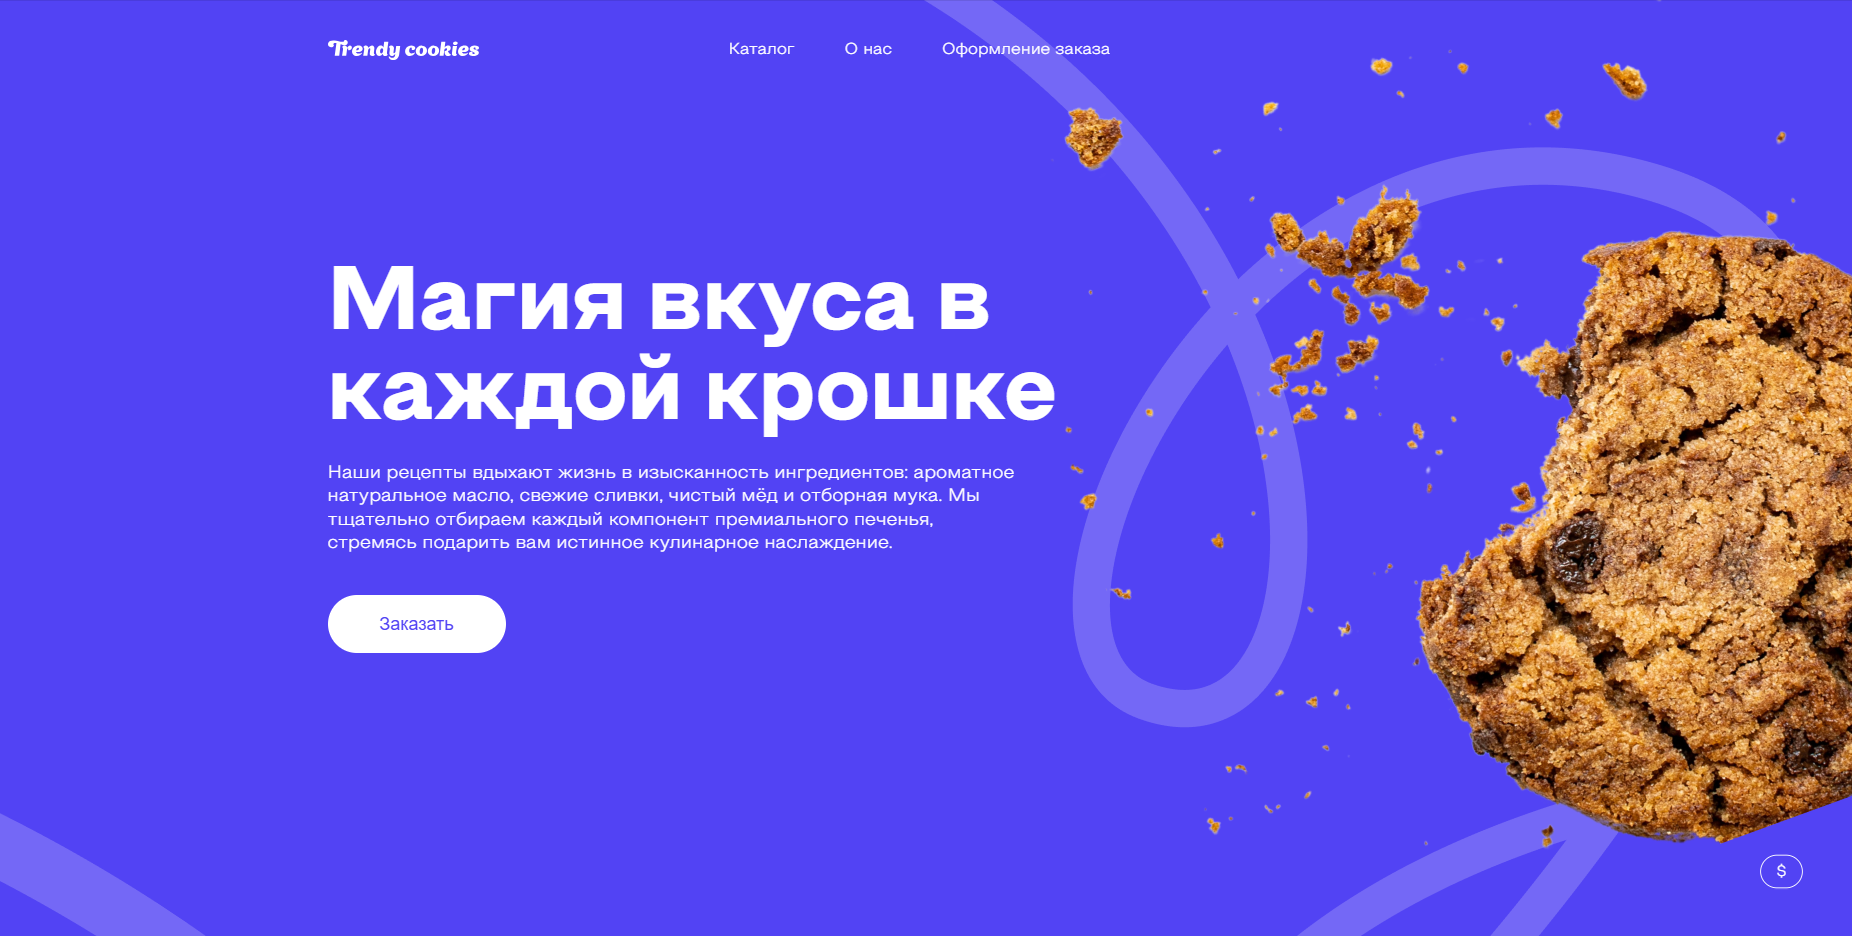 Trendy cookies
Каталог
О нас
Оформление заказа
Магия вкуса в
каждой крошке
Наши рецепты вдыхают жизнь в изысканность ингредиентов: ароматное
натуральное масло, свежие сливки, чистый мёд и отборная мука. Мы
тщательно отбираем каждый компонент премиального печенья,
стремясь подарить вам истинное кулинарное наслаждение.
Заказать
$